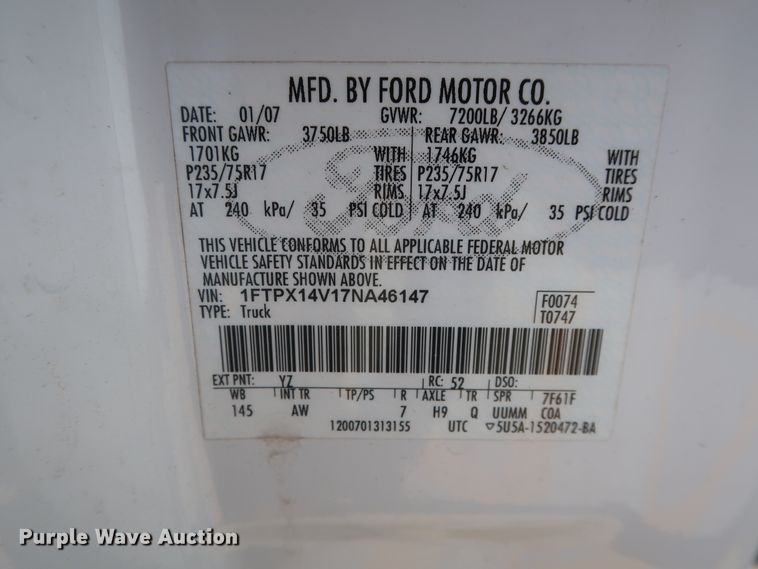 MFD. BY FORD MOTOR CO.
DATE: 01/07 GVWR: 7200LB/ 3266KG
FRONT GAWR: 3750LB REAR GAWR: 3850LB
1701KG WITH 1746KG WITH
P235/75R17 TIRES P235/75R17 TIRES
17x7.5J RIMS 17x7.5J RIMS
AT 240 kPa/ 35 PSI COLD AT 240 kPa/ 35 PSI COLD
Ford
THIS VEHICLE CONFORMS TO ALL APPLICABLE FEDERAL MOTOR
VEHICLE SAFETY STANDARDS IN EFFECT ON THE DATE OF
MANUFACTURE SHOWN ABOVE.
VIN: 1FTPX14V17NA46147 F0074
TYPE: Truck T0747
EXT PNT: YZ RC: 52 DSO:
WB INT TR TP/PS R AXLE TR SPR 7F61F
145 AW 7 H9 Q UUMM COA
1200701313155 UTC ▽5U5A-1520472-BA
Purple Wave Auction